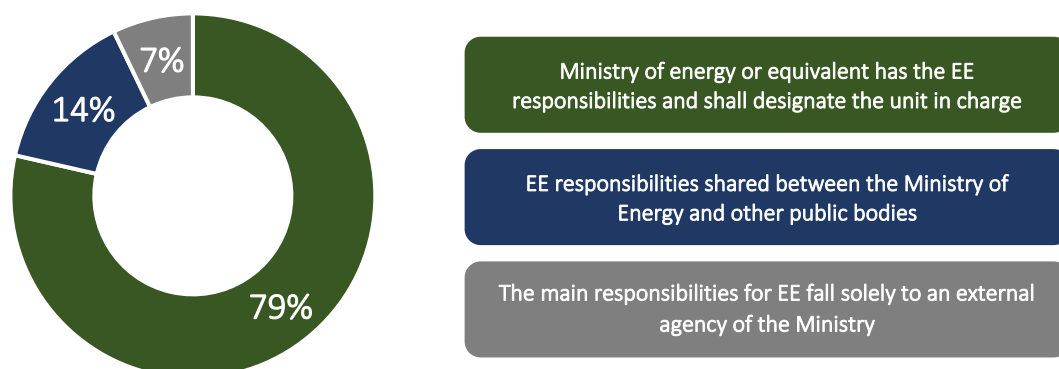 7%
14%
79%
Ministry of energy or equivalent has the EE
responsibilities and shall designate the unit in charge
EE responsibilities shared between the Ministry of
Energy and other public bodies
The main responsibilities for EE fall solely to an external
agency of the Ministry